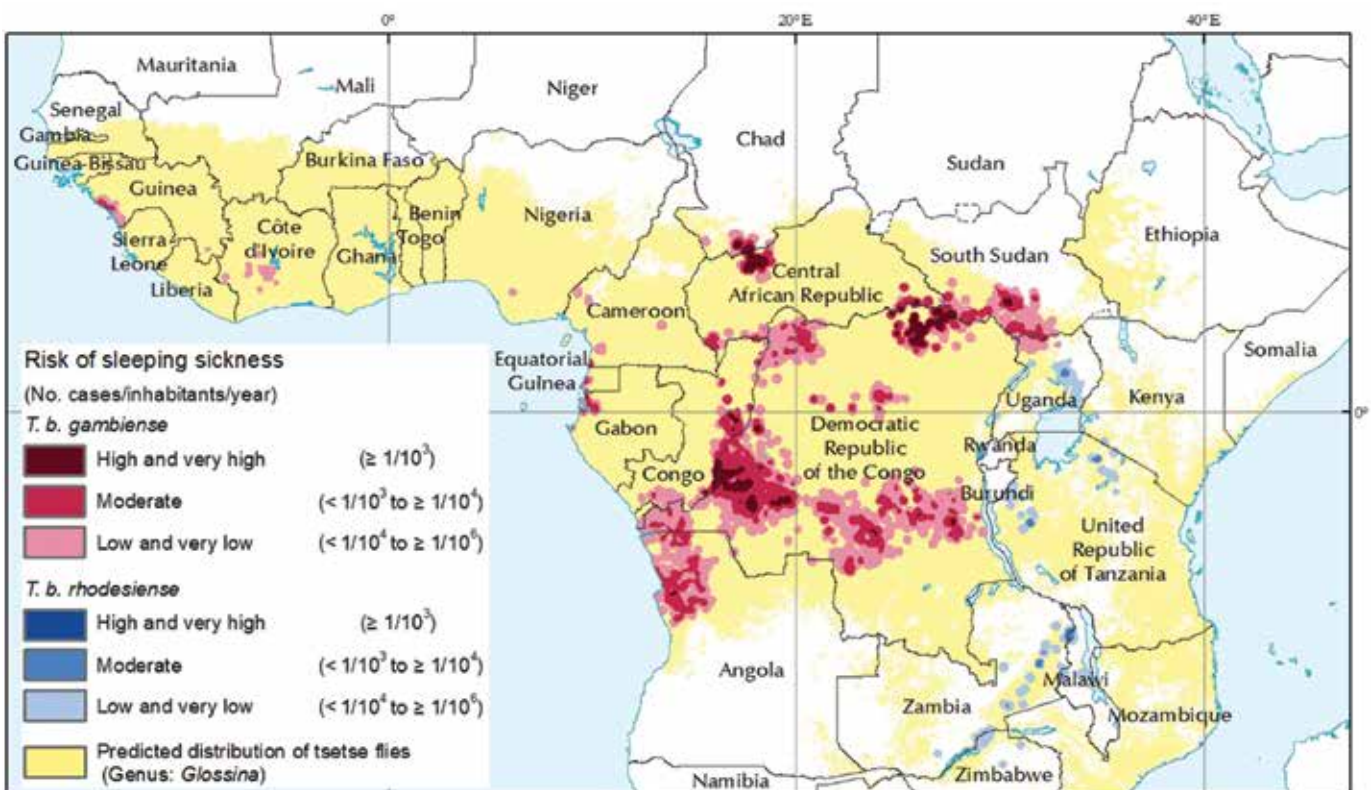 0°
20°E
40°E
Mauritania
Mali
Niger
Chad
Sudan
Senegal
Gambia
Guinea-Bissau
Guinea
Burkina Faso
Benin
Togo
Nigeria
Côte
d'Ivoire
Ghana
Sierra
Leone
Liberia
Cameroon
Central
African Republic
South Sudan
Ethiopia
Somalia
Equatorial
Guinea
Gabon
Congo
Democratic
Republic
of the Congo
Uganda
Kenya
0°
Rwanda
Burundi
United
Republic
of Tanzania
Angola
Zambia
Malawi
Mozambique
Namibia
Zimbabwe
Risk of sleeping sickness
(No. cases/inhabitants/year)
T. b. gambiense
High and very high (≥ 1/10³)
Moderate (< 1/10³ to ≥ 1/10⁴)
Low and very low (< 1/10⁴ to ≥ 1/10⁶)
T. b. rhodesiense
High and very high (≥ 1/10³)
Moderate (< 1/10³ to ≥ 1/10⁴)
Low and very low (< 1/10⁴ to ≥ 1/10⁶)
Predicted distribution of tsetse flies
(Genus: Glossina)